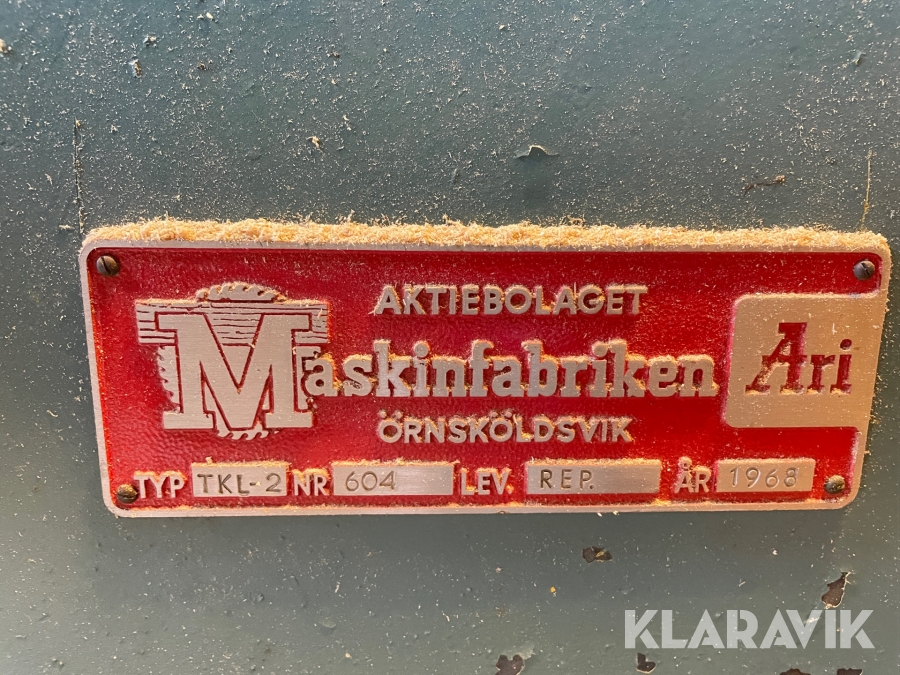 AKTIEBOLAGET
Maskinfabriken Ari
ÖRNSKÖLDSVIK
TYP TKL-2 NR 604 LEV. REP. ÅR 1968
KLARAVIK